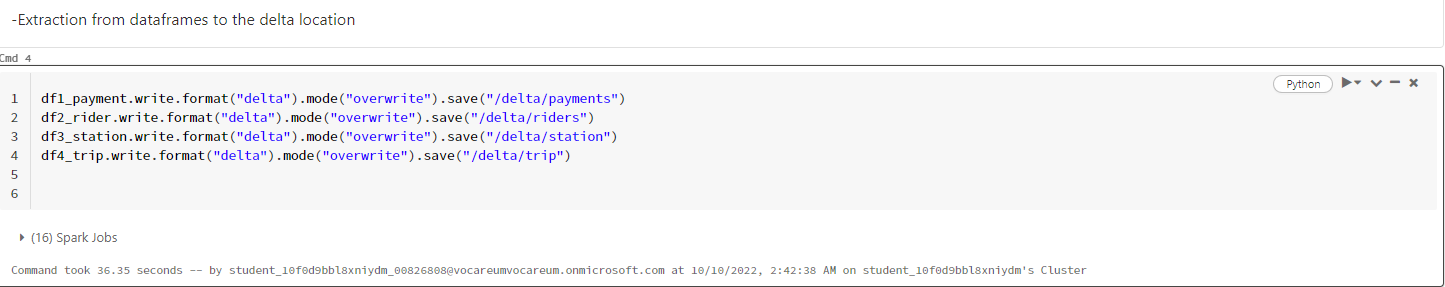 -Extraction from dataframes to the delta location
Cmd 4
Python
1 df1_payment.write.format("delta").mode("overwrite").save("/delta/payments")
2 df2_rider.write.format("delta").mode("overwrite").save("/delta/riders")
3 df3_station.write.format("delta").mode("overwrite").save("/delta/station")
4 df4_trip.write.format("delta").mode("overwrite").save("/delta/trip")
5
6
(16) Spark Jobs
Command took 36.35 seconds -- by student_10f0d9bbl8xniydm_00826808@vocareumvocareum.onmicrosoft.com at 10/10/2022, 2:42:38 AM on student_10f0d9bbl8xniydm's Cluster